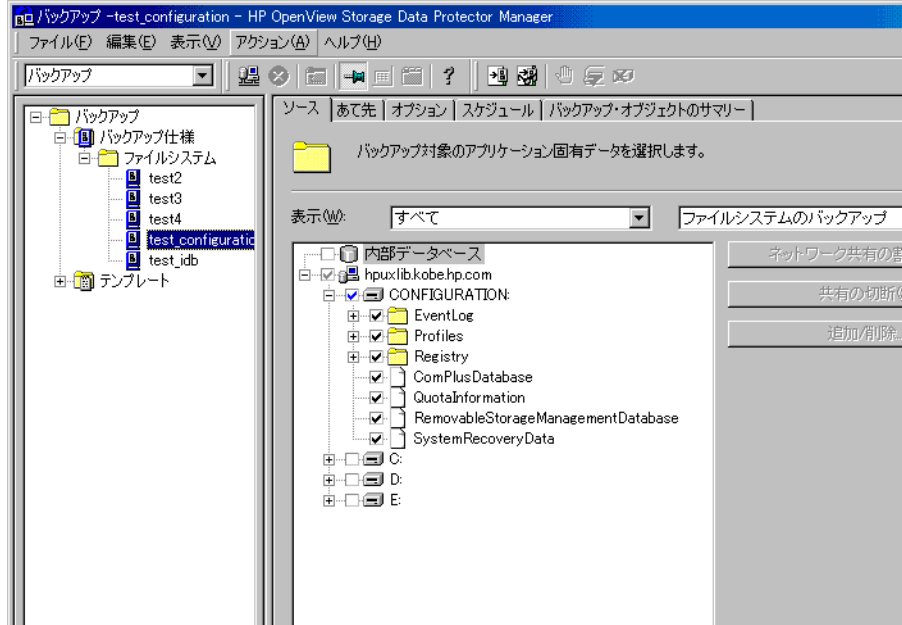 バックアップ -test_configuration - HP OpenView Storage Data Protector Manager
ファイル(F) 編集(E) 表示(V) アクション(A) ヘルプ(H)
バックアップ
バックアップ
バックアップ仕様
ファイルシステム
test2
test3
test4
test_configuratio
test_idb
テンプレート
ソース あて先 オプション スケジュール バックアップ・オブジェクトのサマリー
バックアップ対象のアプリケーション固有データを選択します。
表示(W): すべて ファイルシステムのバックアップ
内部データベース
hpuxlib.kobe.hp.com
CONFIGURATION:
EventLog
Profiles
Registry
ComPlusDatabase
QuotaInformation
RemovableStorageManagementDatabase
SystemRecoveryData
C:
D:
E:
ネットワーク共有の割
共有の切断(
追加/削除..